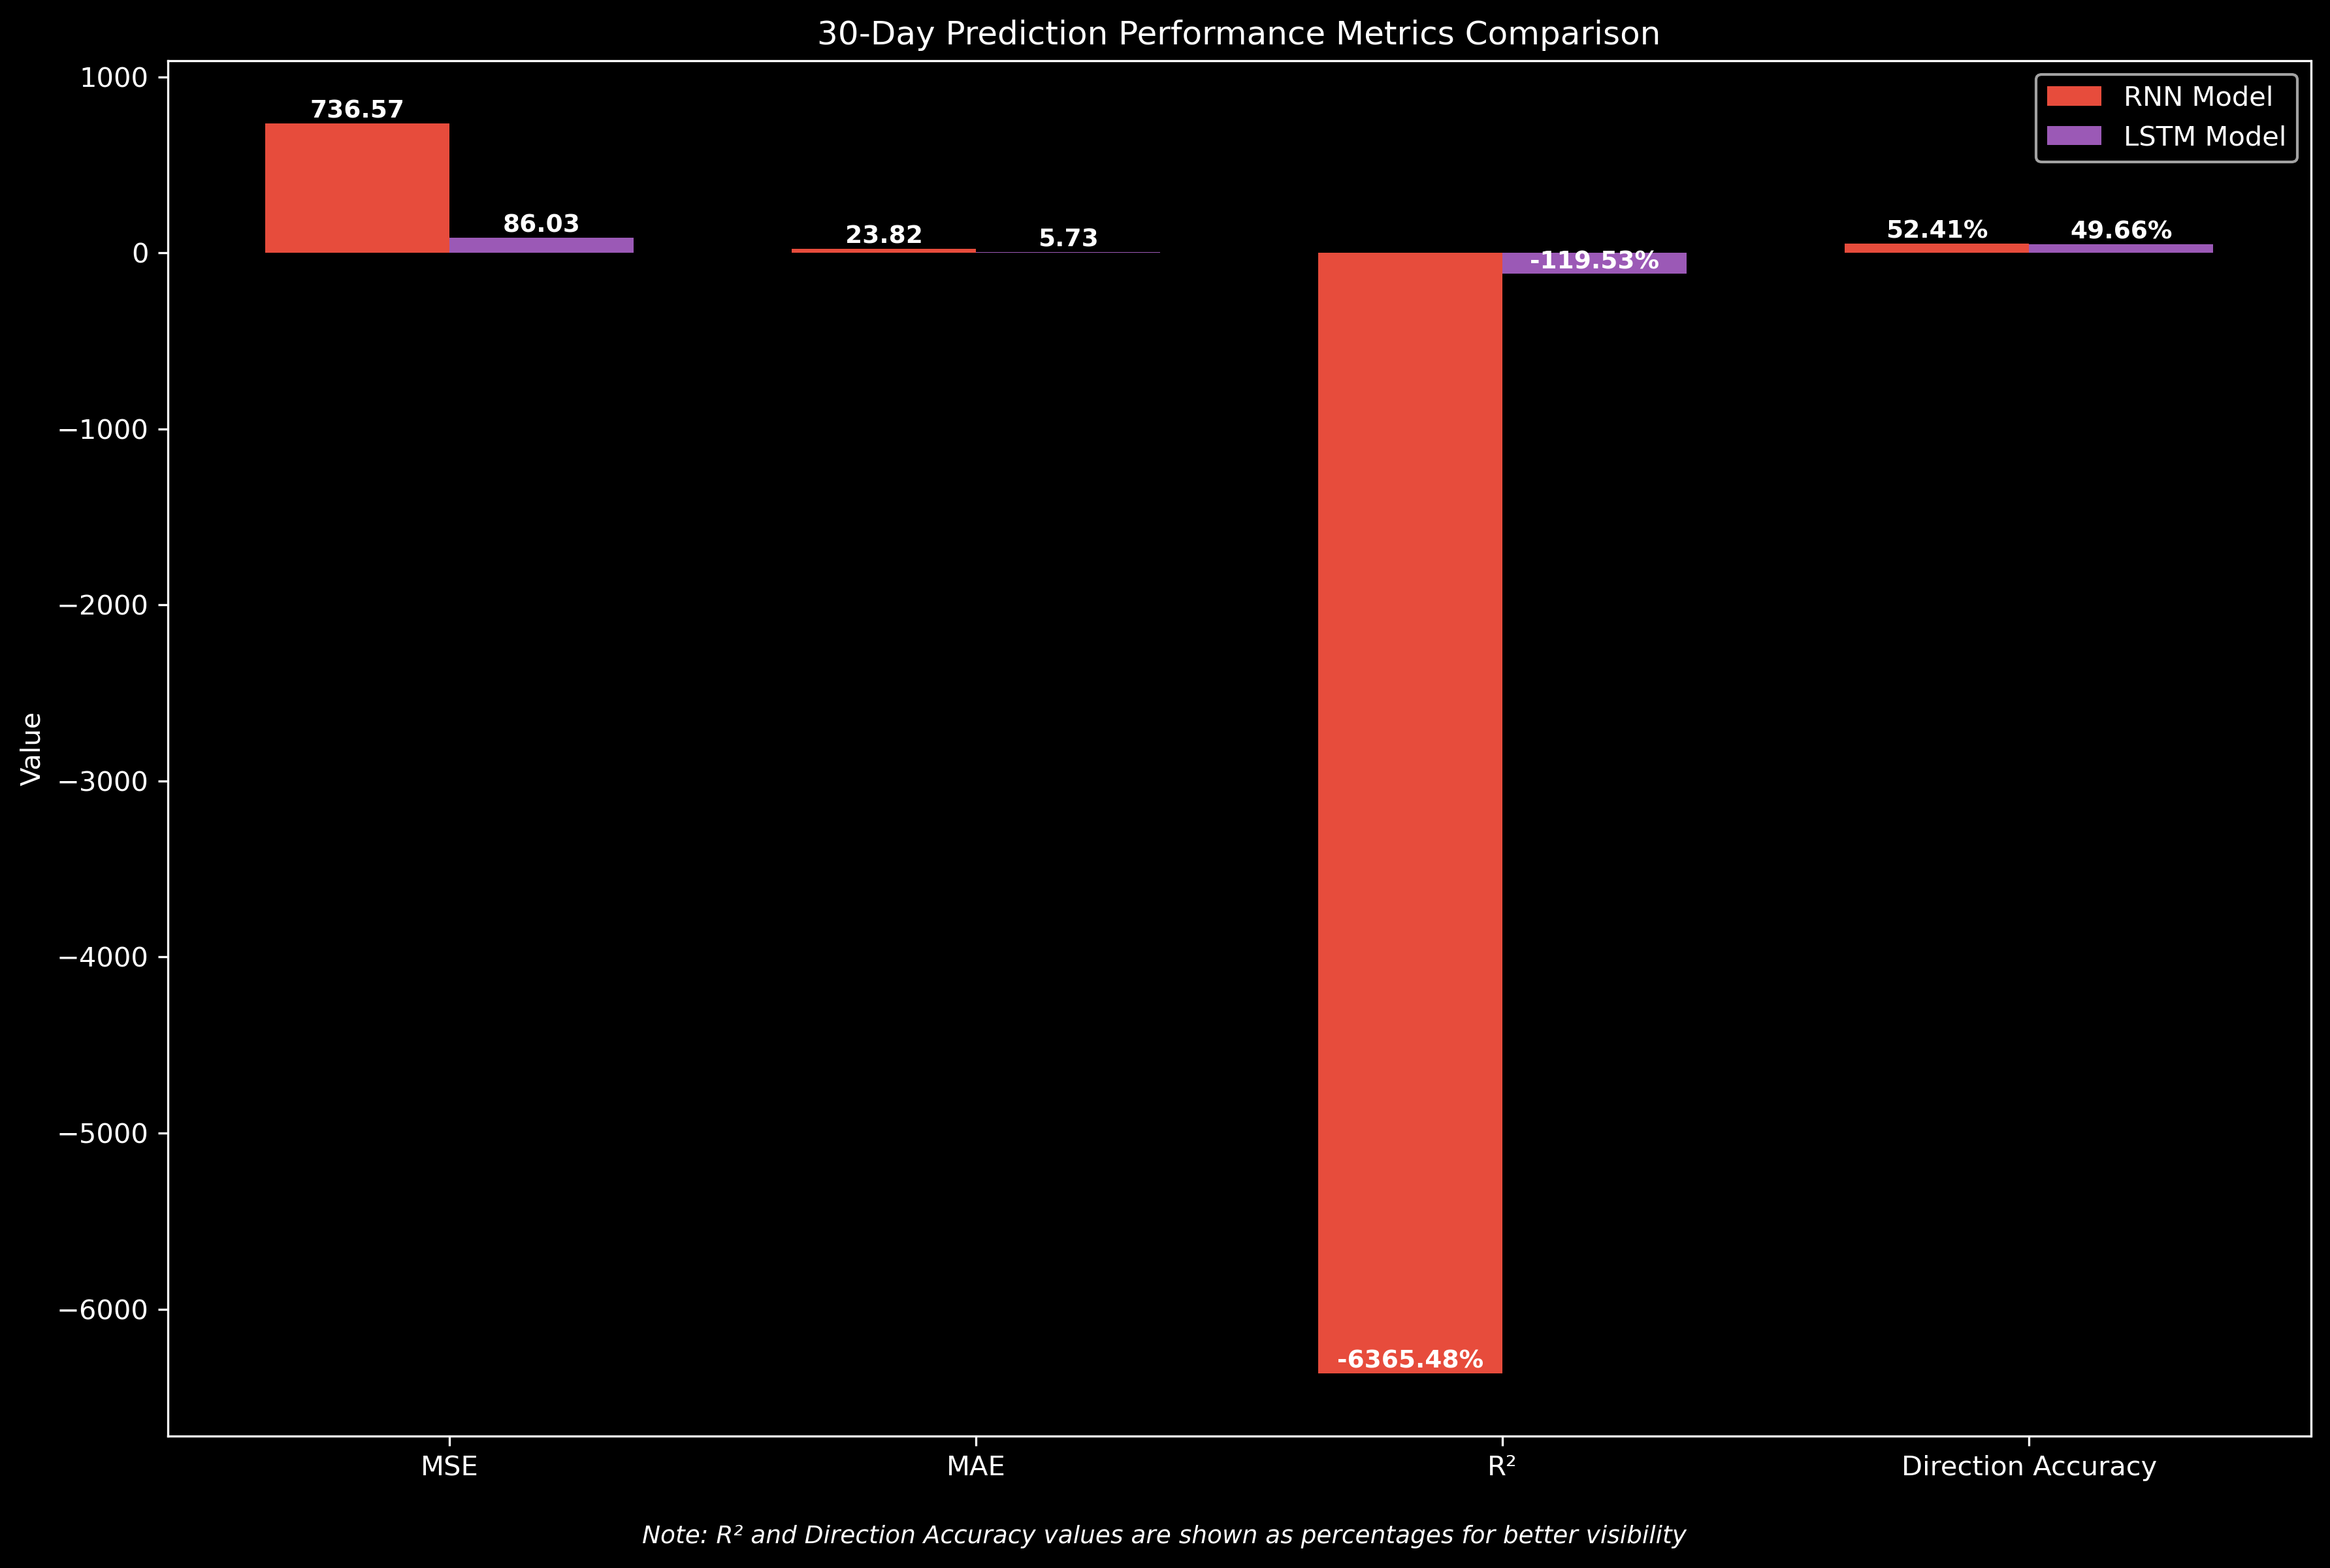 30-Day Prediction Performance Metrics Comparison
RNN Model
LSTM Model
1000
0
−1000
−2000
−3000
−4000
−5000
−6000
Value
736.57
86.03
23.82
5.73
-6365.48%
-119.53%
52.41%
49.66%
MSE
MAE
R²
Direction Accuracy
Note: R² and Direction Accuracy values are shown as percentages for better visibility